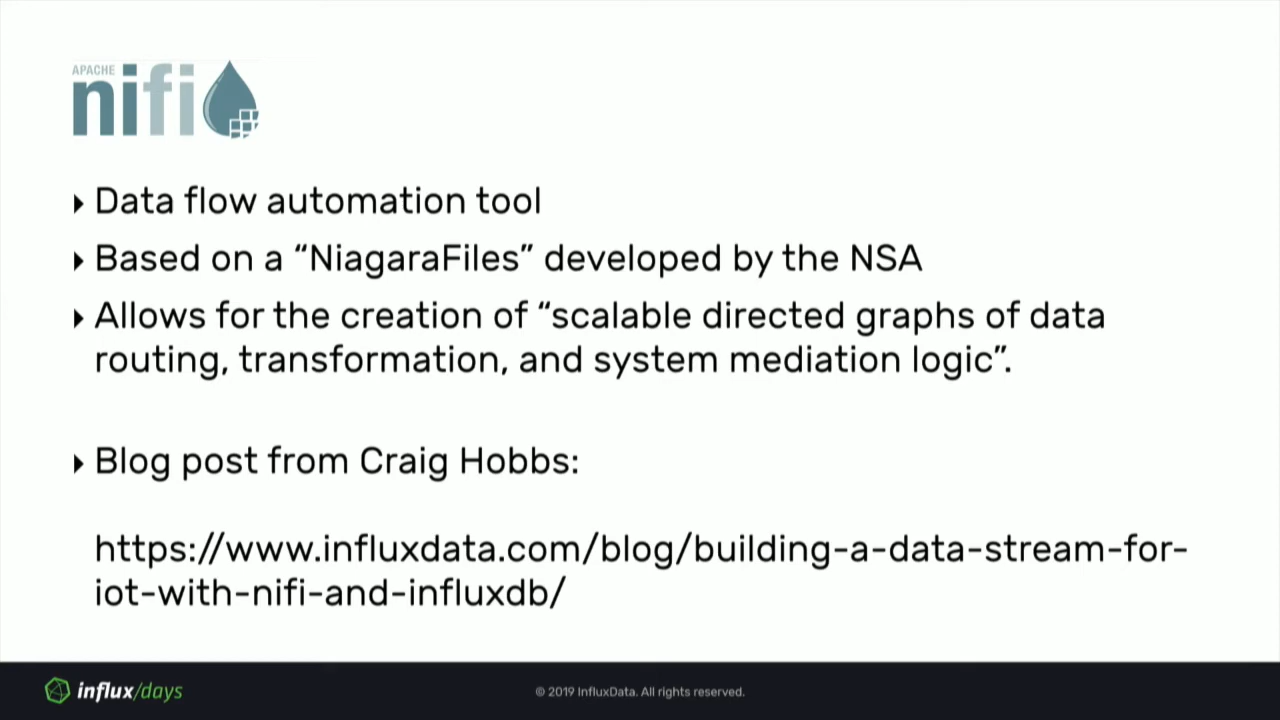 APACHE
nifi
‣ Data flow automation tool
‣ Based on a “NiagaraFiles” developed by the NSA
‣ Allows for the creation of “scalable directed graphs of data
routing, transformation, and system mediation logic”.
‣ Blog post from Craig Hobbs:
https://www.influxdata.com/blog/building-a-data-stream-for-
iot-with-nifi-and-influxdb/
influx/days
© 2019 InfluxData. All rights reserved.